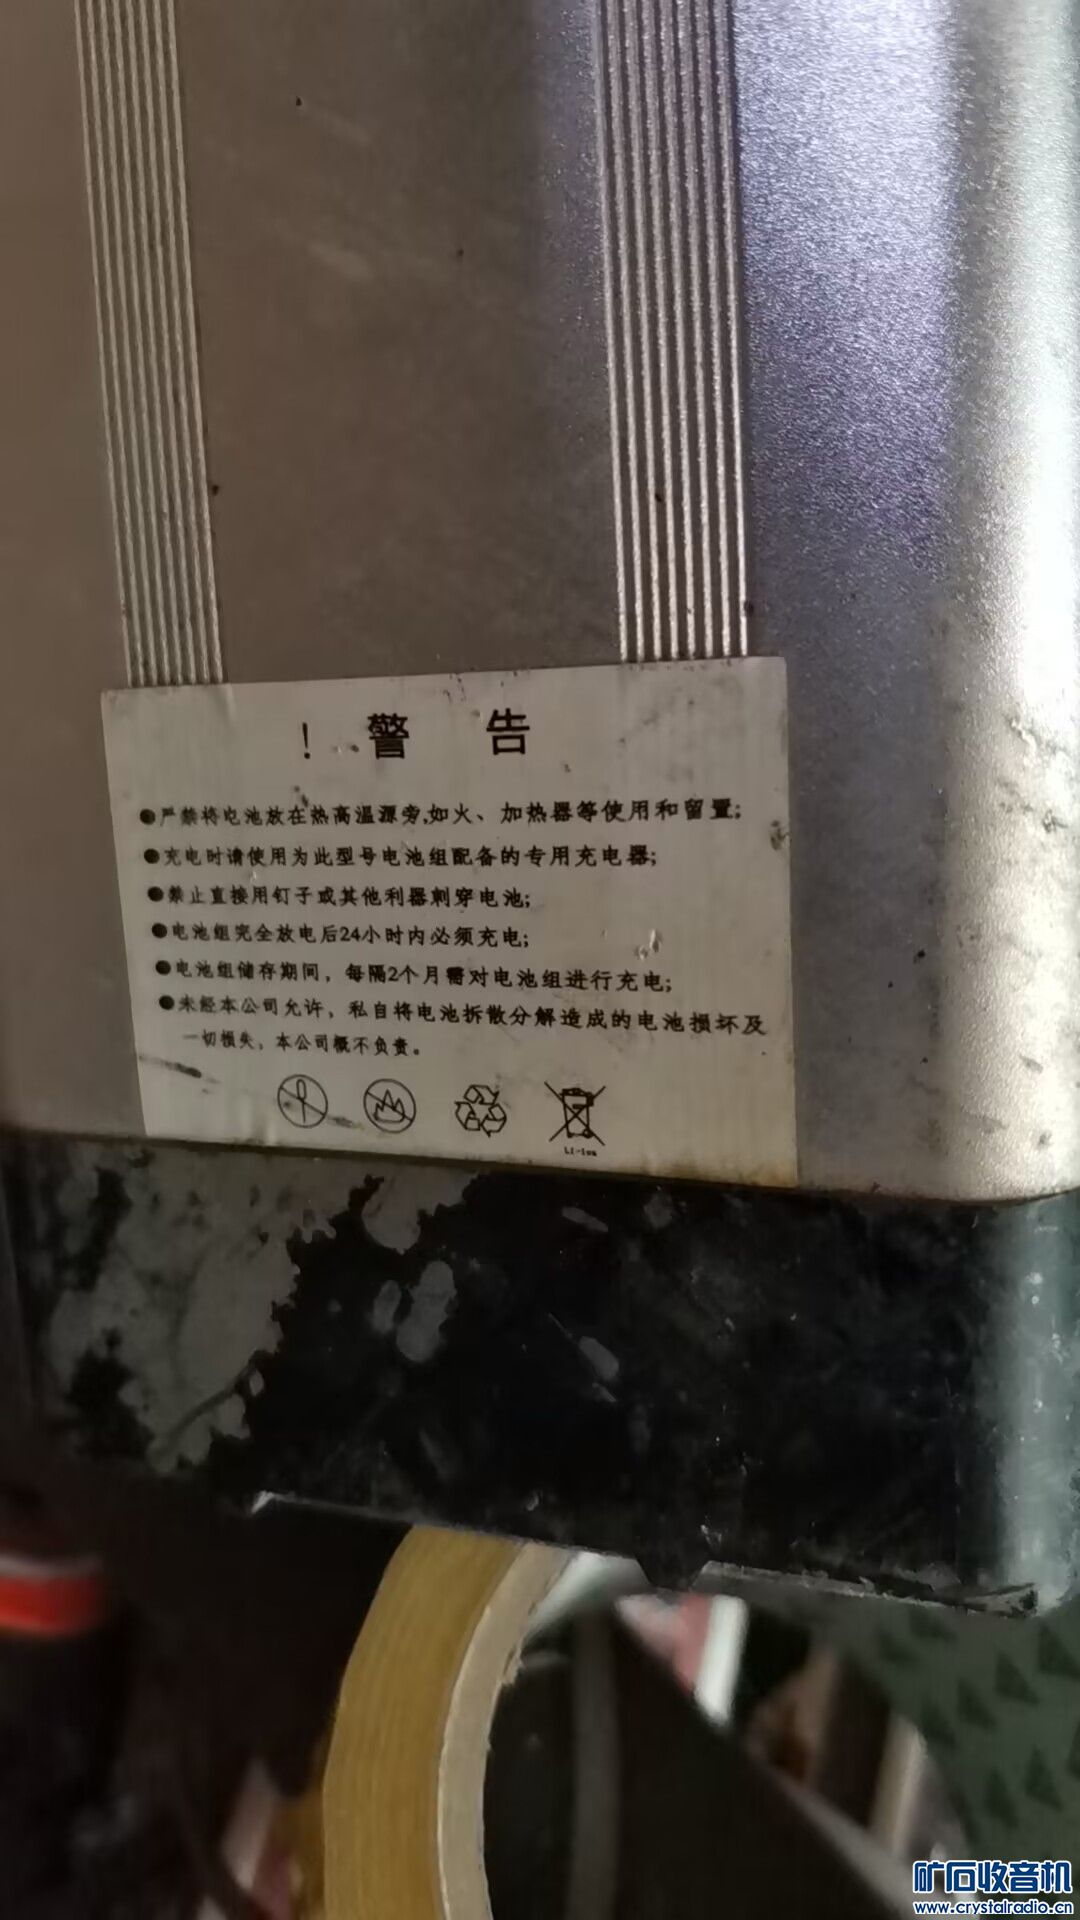 ！警 告
●严禁将电池放在热高温源旁,如火、加热器等使用和留置;
●充电时请使用为此型号电池组配备的专用充电器;
●禁止直接用钉子或其他利器刺穿电池;
●电池组完全放电后24小时内必须充电;
●电池组储存期间，每隔2个月需对电池组进行充电;
●未经本公司允许，私自将电池拆散分解造成的电池损坏及
一切损失，本公司概不负责。
Li-ion
矿石收音机
www.crystalradio.cn